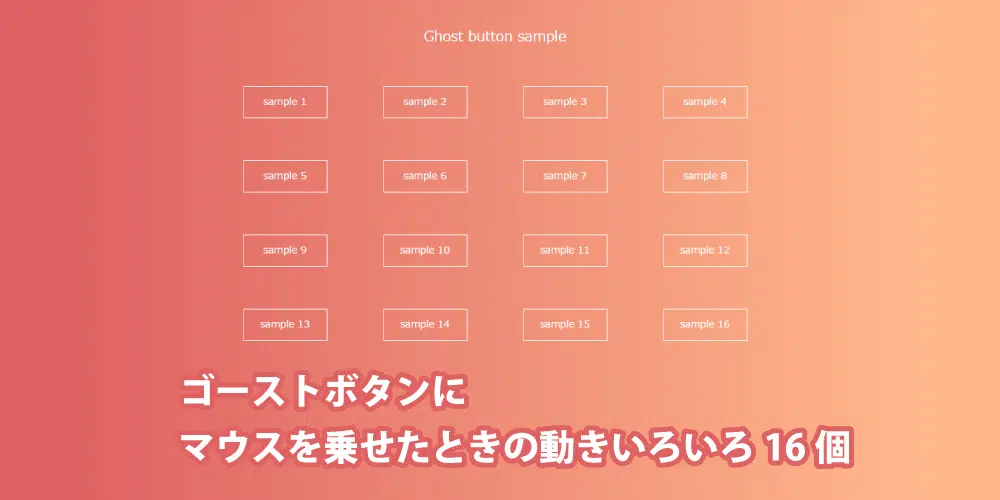 Ghost button sample
sample 1 sample 2 sample 3 sample 4
sample 5 sample 6 sample 7 sample 8
sample 9 sample 10 sample 11 sample 12
sample 13 sample 14 sample 15 sample 16
ゴーストボタンに
マウスを乗せたときの動きいろいろ 16 個